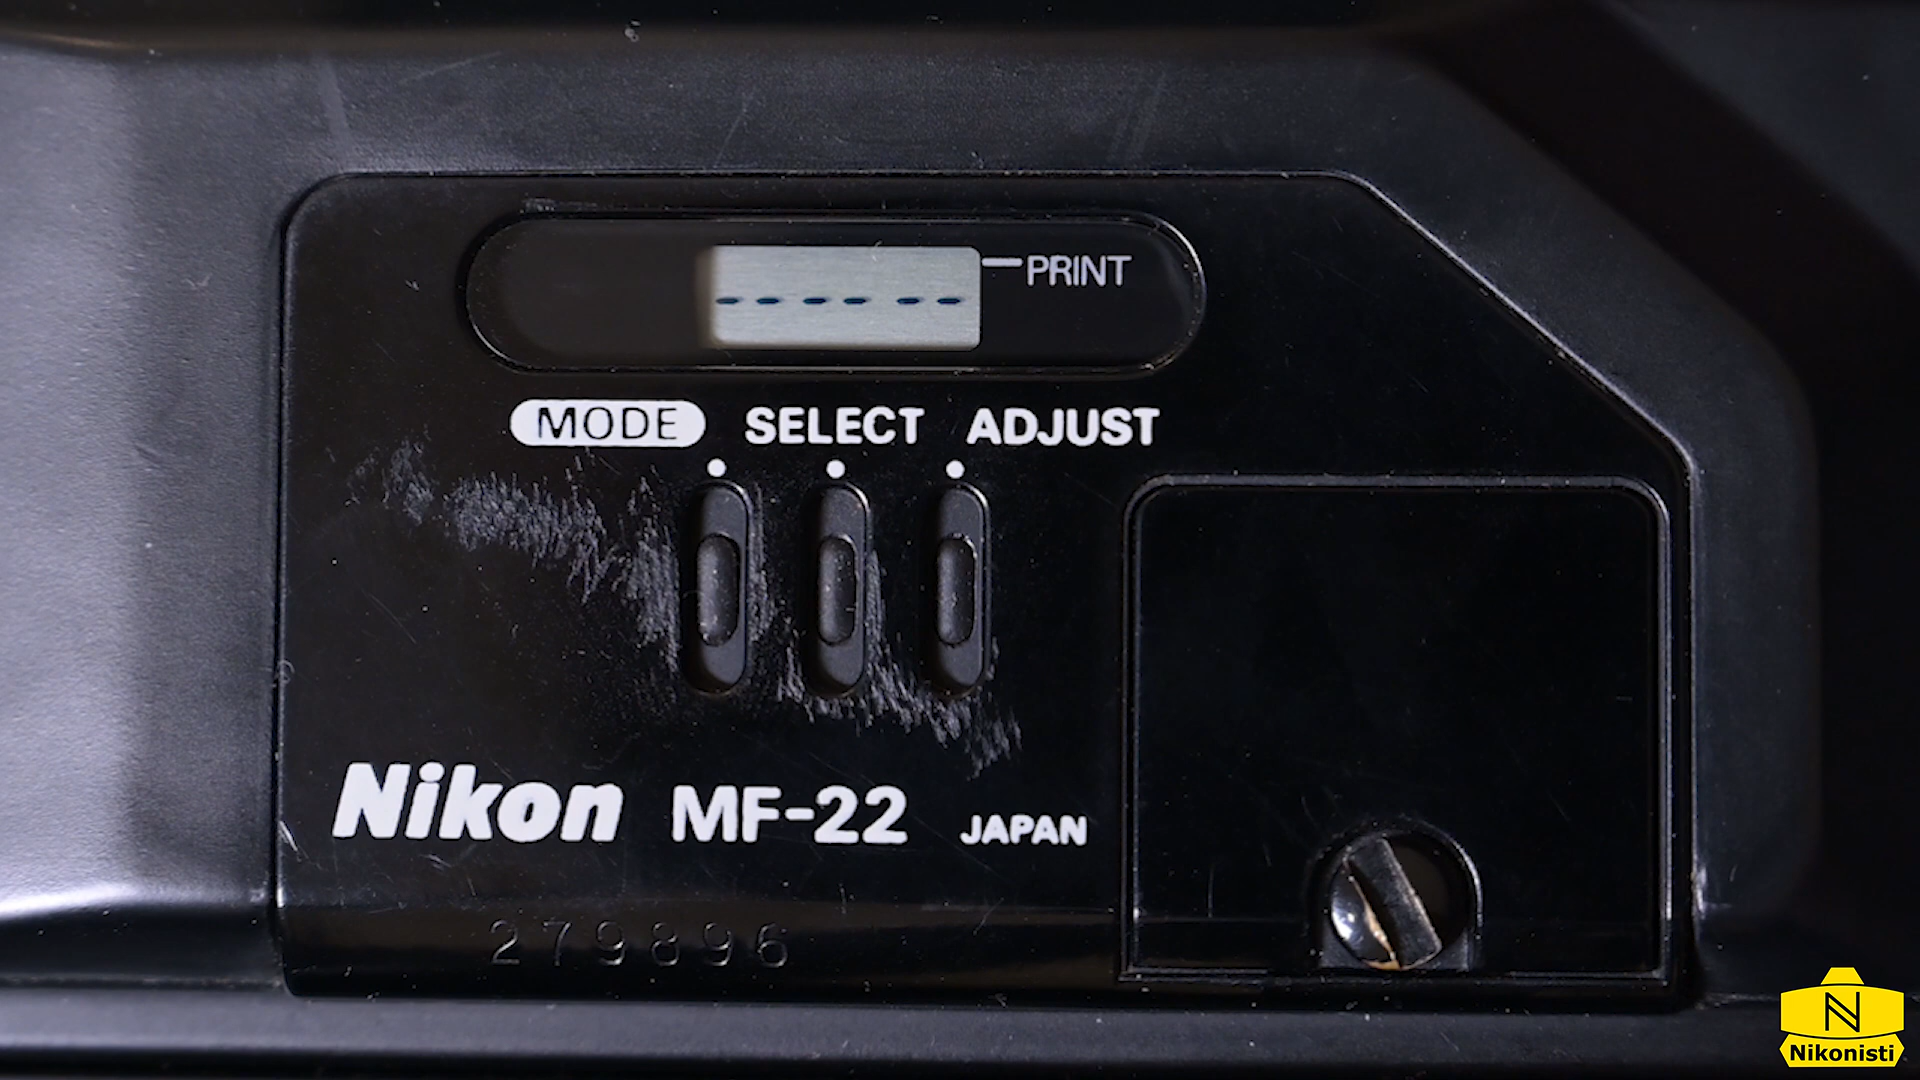 -- -- --
PRINT
MODE SELECT ADJUST
Nikon MF-22 JAPAN
279896
N
Nikonisti